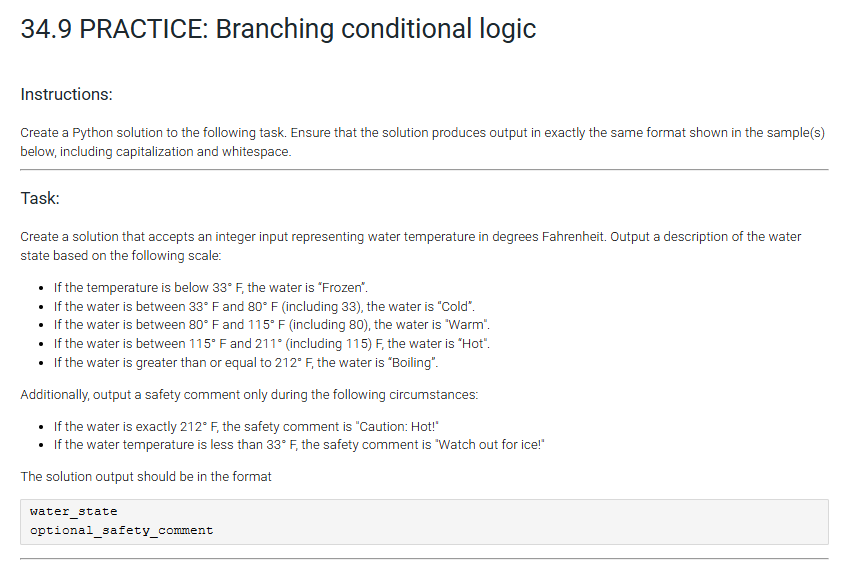 34.9 PRACTICE: Branching conditional logic
Instructions:
Create a Python solution to the following task. Ensure that the solution produces output in exactly the same format shown in the sample(s)
below, including capitalization and whitespace.
Task:
Create a solution that accepts an integer input representing water temperature in degrees Fahrenheit. Output a description of the water
state based on the following scale:
• If the temperature is below 33° F, the water is “Frozen”.
• If the water is between 33° F and 80° F (including 33), the water is “Cold”.
• If the water is between 80° F and 115° F (including 80), the water is "Warm".
• If the water is between 115° F and 211° (including 115) F, the water is “Hot".
• If the water is greater than or equal to 212° F, the water is “Boiling”.
Additionally, output a safety comment only during the following circumstances:
• If the water is exactly 212° F, the safety comment is "Caution: Hot!"
• If the water temperature is less than 33° F, the safety comment is "Watch out for ice!"
The solution output should be in the format
water_state
optional_safety_comment